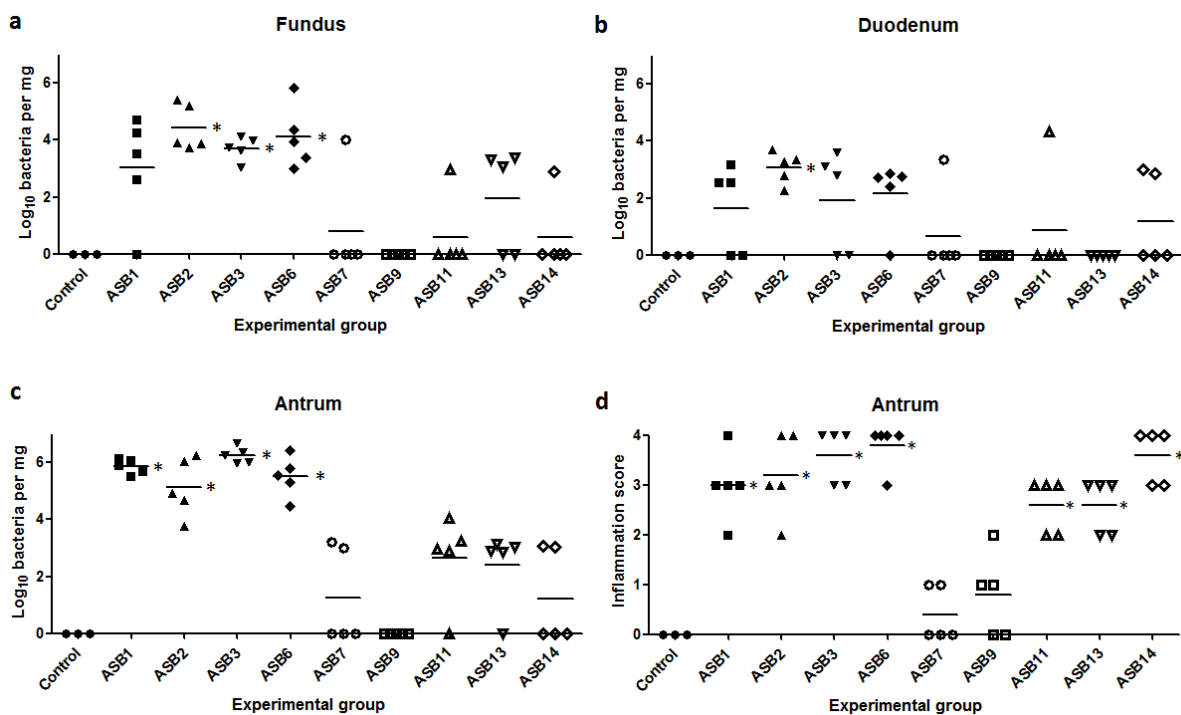 a
Fundus
Log10 bacteria per mg
6
4
2
0
Control
ASB1
ASB2
ASB3
ASB6
ASB7
ASB9
ASB11
ASB13
ASB14
* * *
Experimental group
b
Duodenum
Log10 bacteria per mg
6
4
2
0
Control
ASB1
ASB2
ASB3
ASB6
ASB7
ASB9
ASB11
ASB13
ASB14
*
Experimental group
c
Antrum
Log10 bacteria per mg
6
4
2
0
Control
ASB1
ASB2
ASB3
ASB6
ASB7
ASB9
ASB11
ASB13
ASB14
* * * *
Experimental group
d
Antrum
Inflammation score
4
3
2
1
0
Control
ASB1
ASB2
ASB3
ASB6
ASB7
ASB9
ASB11
ASB13
ASB14
* * * * * * *
Experimental group